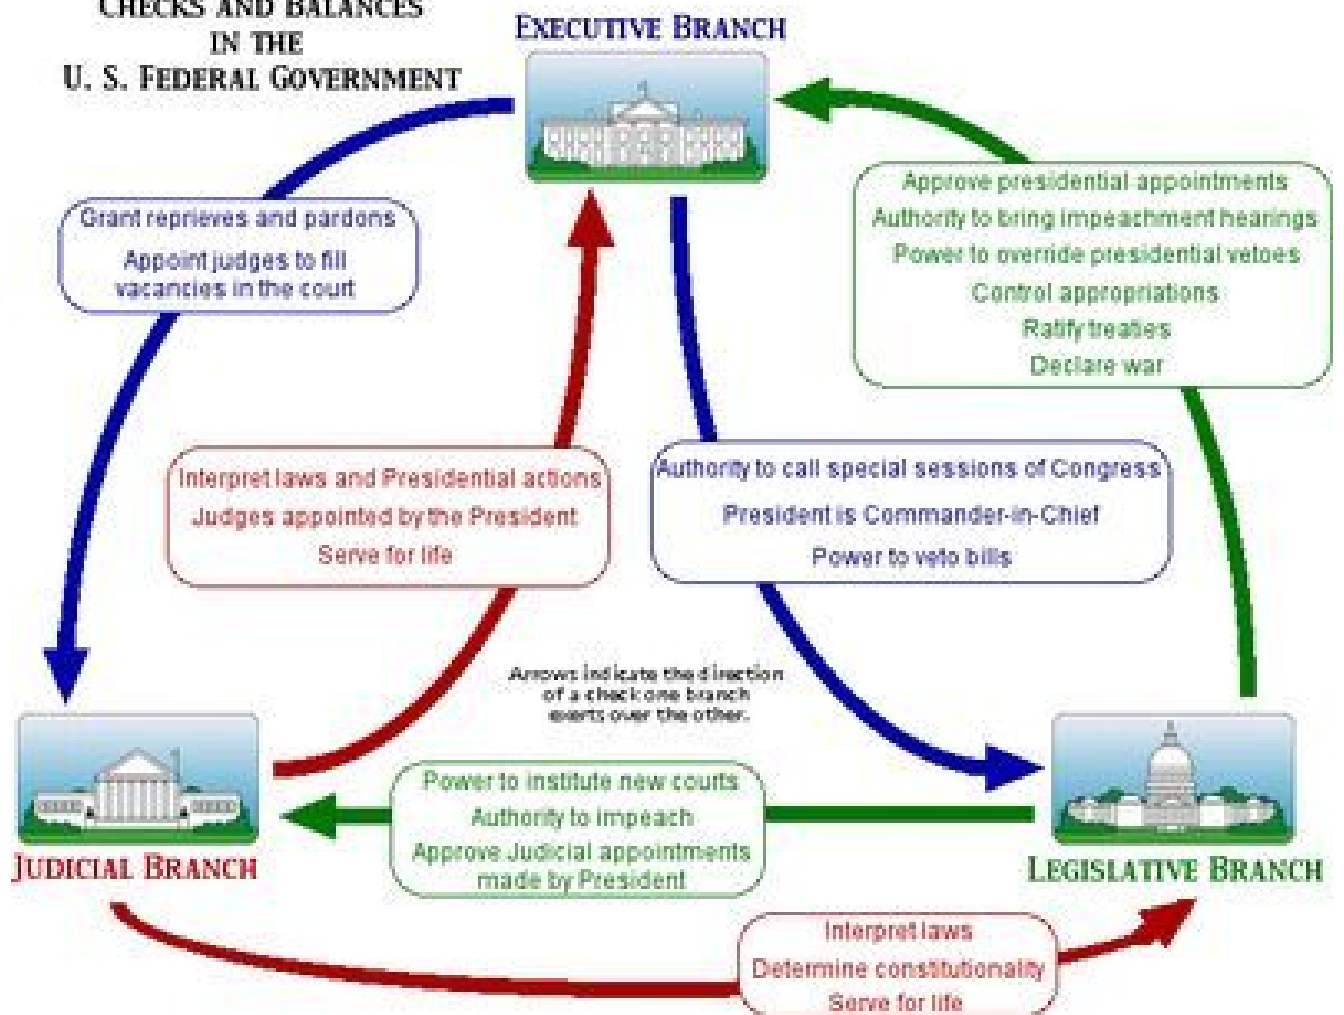 CHECKS AND BALANCES
IN THE
U. S. FEDERAL GOVERNMENT
EXECUTIVE BRANCH
Grant reprieves and pardons
Appoint judges to fill
vacancies in the court
Approve presidential appointments
Authority to bring impeachment hearings
Power to override presidential vetoes
Control appropriations
Ratify treaties
Declare war
Interpret laws and Presidential actions
Judges appointed by the President
Serve for life
Authority to call special sessions of Congress
President is Commander-in-Chief
Power to veto bills
Arrows indicate the direction
of a check one branch
exerts over the other.
Power to institute new courts
Authority to impeach
Approve Judicial appointments
made by President
JUDICIAL BRANCH
LEGISLATIVE BRANCH
Interpret laws
Determine constitutionality
Serve for life